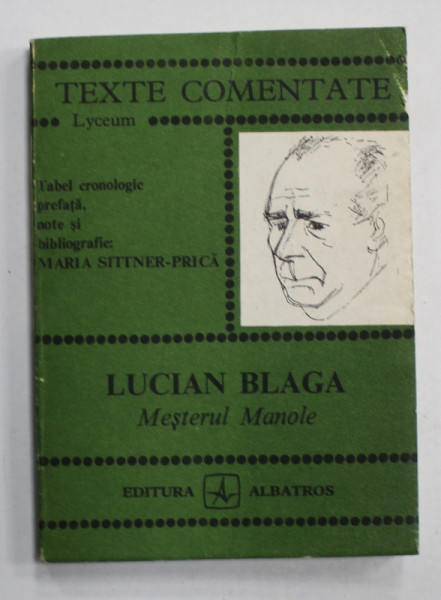 TEXTE COMENTATE
Lyceum
Tabel cronologic
prefață,
note și
bibliografie:
MARIA SITTNER-PRICĂ
LUCIAN BLAGA
Meșterul Manole
EDITURA ALBATROS